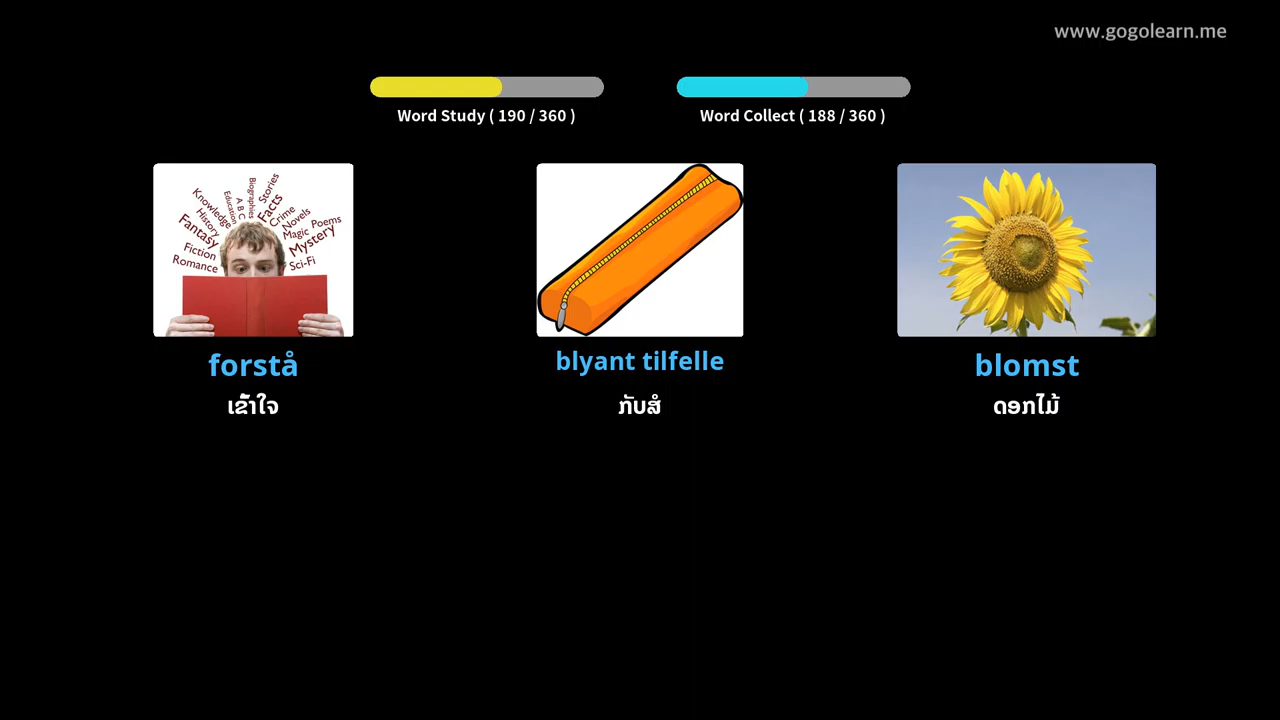 www.gogolearn.me
Word Study ( 190 / 360 )
Word Collect ( 188 / 360 )
Stories
Biographies
Knowledge
Education
A B C
Facts
History
Crime
Novels
Fantasy
Magic Poems
Mystery
Fiction
Romance
Sci-Fi
forstå
blyant tilfelle
blomst
ເຂົ້າໃຈ
ກັບສໍ
ດອກໄມ້